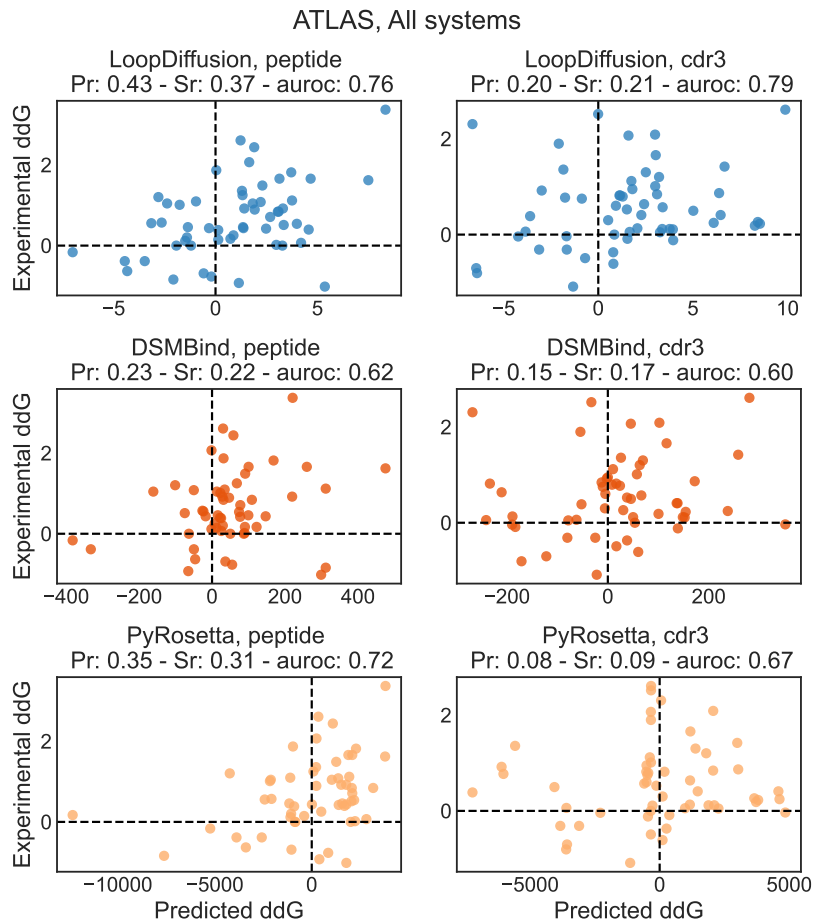 ATLAS, All systems
LoopDiffusion, peptide
Pr: 0.43 - Sr: 0.37 - auroc: 0.76
LoopDiffusion, cdr3
Pr: 0.20 - Sr: 0.21 - auroc: 0.79
Experimental ddG
2
0
−5
0
5
2
0
−5
0
5
10
DSMBind, peptide
Pr: 0.23 - Sr: 0.22 - auroc: 0.62
DSMBind, cdr3
Pr: 0.15 - Sr: 0.17 - auroc: 0.60
Experimental ddG
2
0
−400
−200
0
200
400
2
0
−200
0
200
PyRosetta, peptide
Pr: 0.35 - Sr: 0.31 - auroc: 0.72
PyRosetta, cdr3
Pr: 0.08 - Sr: 0.09 - auroc: 0.67
Experimental ddG
2
0
−10000
−5000
0
Predicted ddG
2
0
−5000
0
5000
Predicted ddG